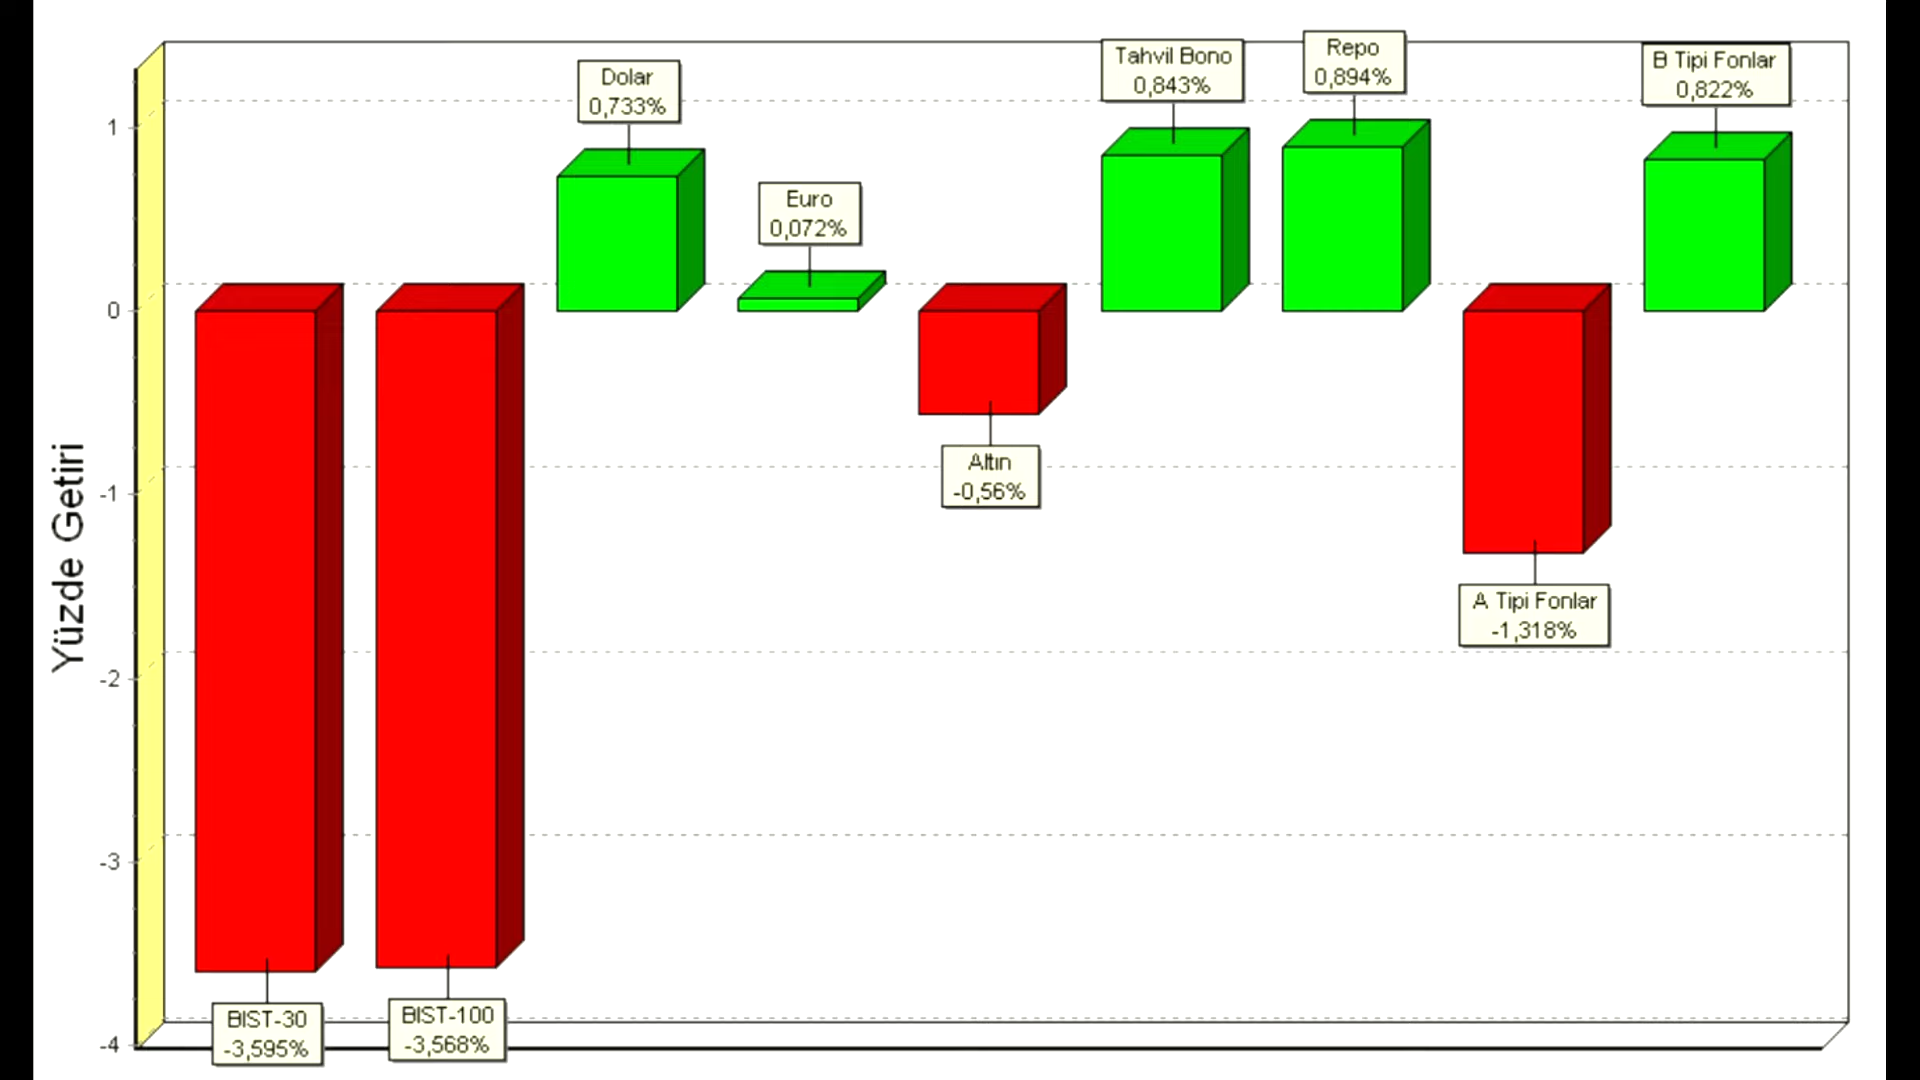 Yüzde Getiri
1
0
-1
-2
-3
-4
BIST-30
-3,595%
BIST-100
-3,568%
Dolar
0,733%
Euro
0,072%
Altın
-0,56%
Tahvil Bono
0,843%
Repo
0,894%
A Tipi Fonlar
-1,318%
B Tipi Fonlar
0,822%